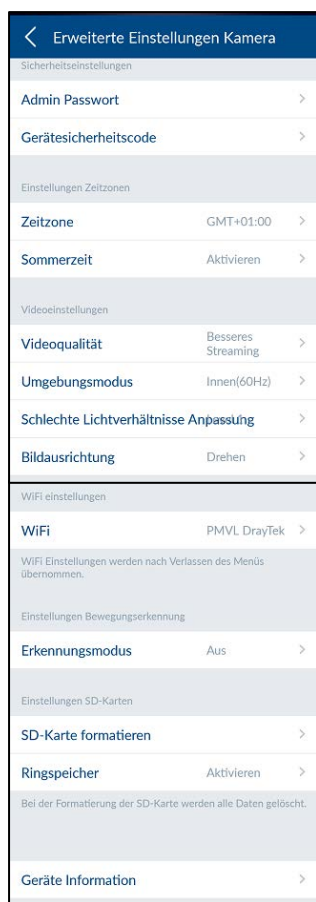 Erweiterte Einstellungen Kamera
Sicherheitseinstellungen
Admin Passwort
Gerätesicherheitscode
Einstellungen Zeitzonen
Zeitzone GMT+01:00
Sommerzeit Aktivieren
Videoeinstellungen
Videoqualität Besseres
Streaming
Umgebungsmodus Innen(60Hz)
Schlechte Lichtverhältnisse Anpassung
Bildausrichtung Drehen
WiFi einstellungen
WiFi PMVL DrayTek
WiFi Einstellungen werden nach Verlassen des Menüs
übernommen.
Einstellungen Bewegungserkennung
Erkennungsmodus Aus
Einstellungen SD-Karten
SD-Karte formatieren
Ringspeicher Aktivieren
Bei der Formatierung der SD-Karte werden alle Daten gelöscht.
Geräte Information